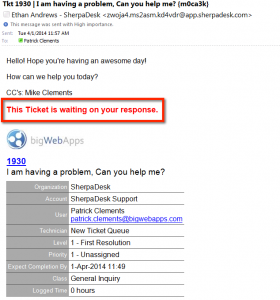 Tkt 1930 | I am having a problem, Can you help me? (m0ca3k)
Ethan Andrews - SherpaDesk <zwoja4.ms2asm.kd4vdr@app.sherpadesk.com>
This message was sent with High importance.
Sent: Tue 4/1/2014 11:57 AM
To: Patrick Clements
Hello! Hope you're having an awesome day!
How can we help you today?
CC's: Mike Clements
This Ticket is waiting on your response.
bigWebApps
1930
I am having a problem, Can you help me?
Organization SherpaDesk
Account SherpaDesk Support
User Patrick Clements
patrick.clements@bigwebapps.com
Technician New Ticket Queue
Level 1 - First Resolution
Priority 1 - Unassigned
Expect Completion By 1-Apr-2014 11:49
Class General Inquiry
Logged Time 0 hours